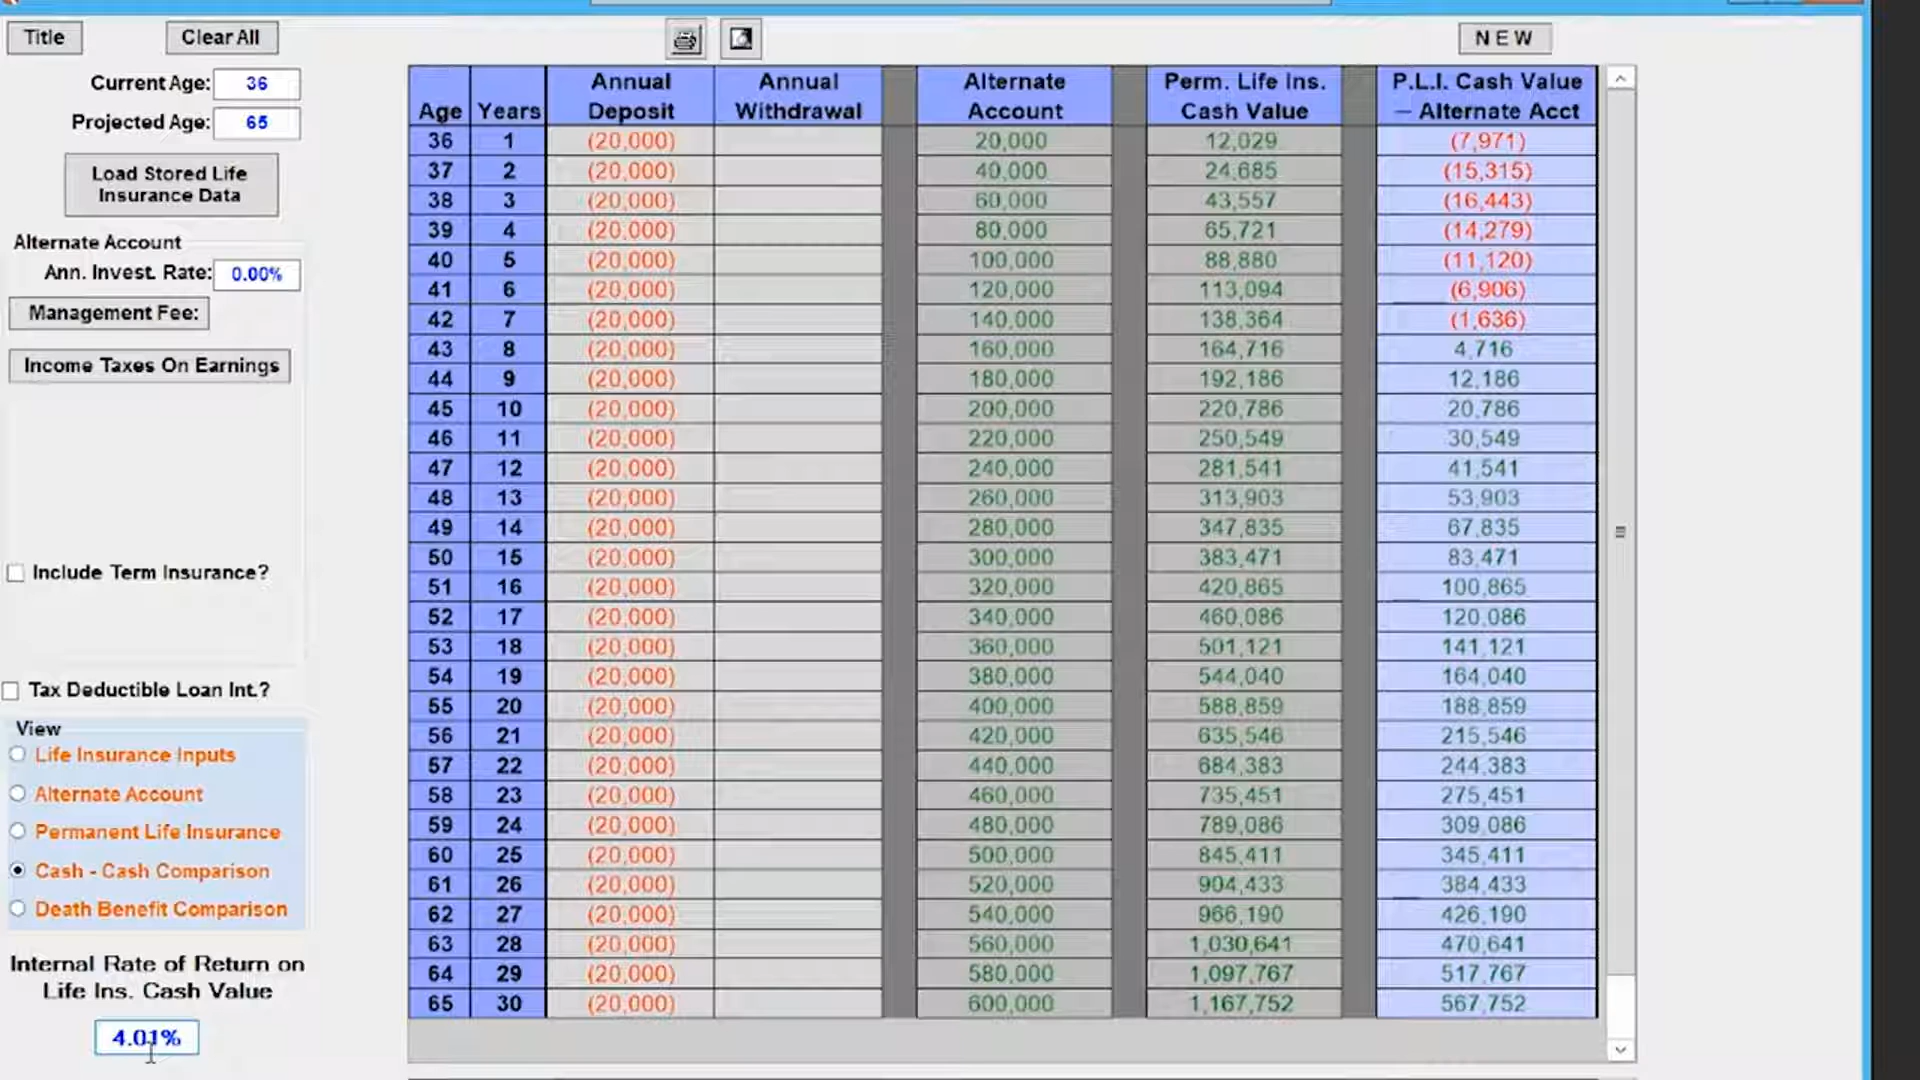 Title
Clear All
NEW
Current Age: 36
Projected Age: 65
Load Stored Life
Insurance Data
Alternate Account
Ann. Invest. Rate: 0.00%
Management Fee:
Income Taxes On Earnings
Include Term Insurance?
Tax Deductible Loan Int.?
View
Life Insurance Inputs
Alternate Account
Permanent Life Insurance
Cash - Cash Comparison
Death Benefit Comparison
Internal Rate of Return on
Life Ins. Cash Value
4.01%
Annual Annual Alternate Perm. Life Ins. P.L.I. Cash Value
Age Years Deposit Withdrawal Account Cash Value — Alternate Acct
36 1 (20,000) 20,000 12,029 (7,971)
37 2 (20,000) 40,000 24,685 (15,315)
38 3 (20,000) 60,000 43,557 (16,443)
39 4 (20,000) 80,000 65,721 (14,279)
40 5 (20,000) 100,000 88,880 (11,120)
41 6 (20,000) 120,000 113,094 (6,906)
42 7 (20,000) 140,000 138,364 (1,636)
43 8 (20,000) 160,000 164,716 4,716
44 9 (20,000) 180,000 192,186 12,186
45 10 (20,000) 200,000 220,786 20,786
46 11 (20,000) 220,000 250,549 30,549
47 12 (20,000) 240,000 281,541 41,541
48 13 (20,000) 260,000 313,903 53,903
49 14 (20,000) 280,000 347,835 67,835
50 15 (20,000) 300,000 383,471 83,471
51 16 (20,000) 320,000 420,865 100,865
52 17 (20,000) 340,000 460,086 120,086
53 18 (20,000) 360,000 501,121 141,121
54 19 (20,000) 380,000 544,040 164,040
55 20 (20,000) 400,000 588,859 188,859
56 21 (20,000) 420,000 635,546 215,546
57 22 (20,000) 440,000 684,383 244,383
58 23 (20,000) 460,000 735,451 275,451
59 24 (20,000) 480,000 789,086 309,086
60 25 (20,000) 500,000 845,411 345,411
61 26 (20,000) 520,000 904,433 384,433
62 27 (20,000) 540,000 966,190 426,190
63 28 (20,000) 560,000 1,030,641 470,641
64 29 (20,000) 580,000 1,097,767 517,767
65 30 (20,000) 600,000 1,167,752 567,752